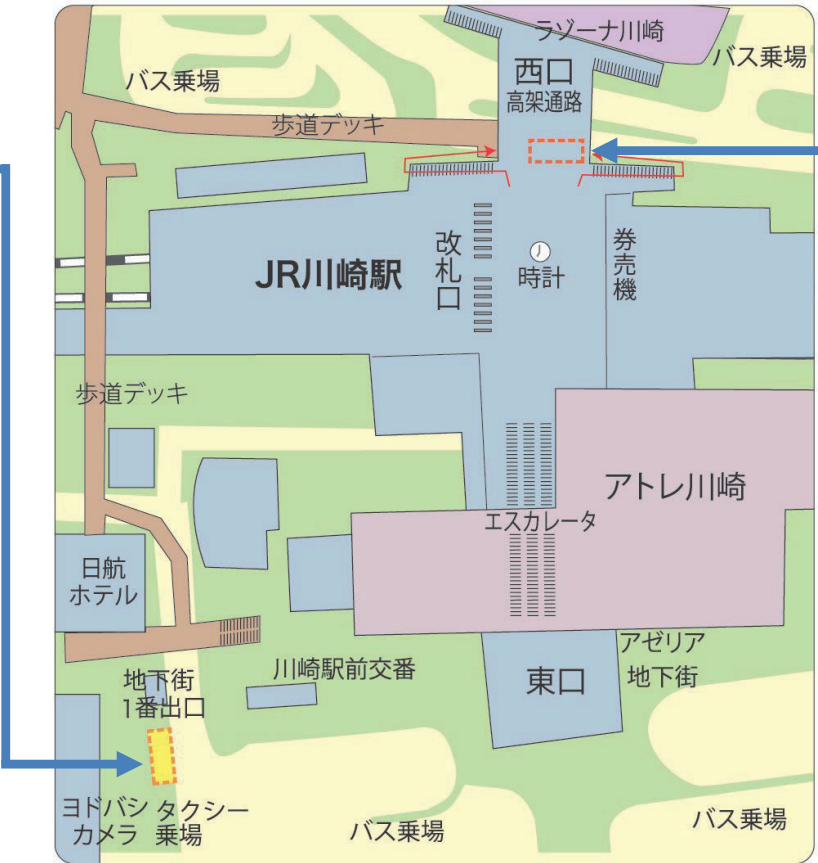 ラゾーナ川崎
西口
高架通路
バス乗場
バス乗場
歩道デッキ
改札口
時計
券売機
JR川崎駅
歩道デッキ
アトレ川崎
エスカレータ
日航
ホテル
アゼリア
地下街
東口
川崎駅前交番
地下街
1番出口
ヨドバシ
カメラ
タクシー
乗場
バス乗場
バス乗場